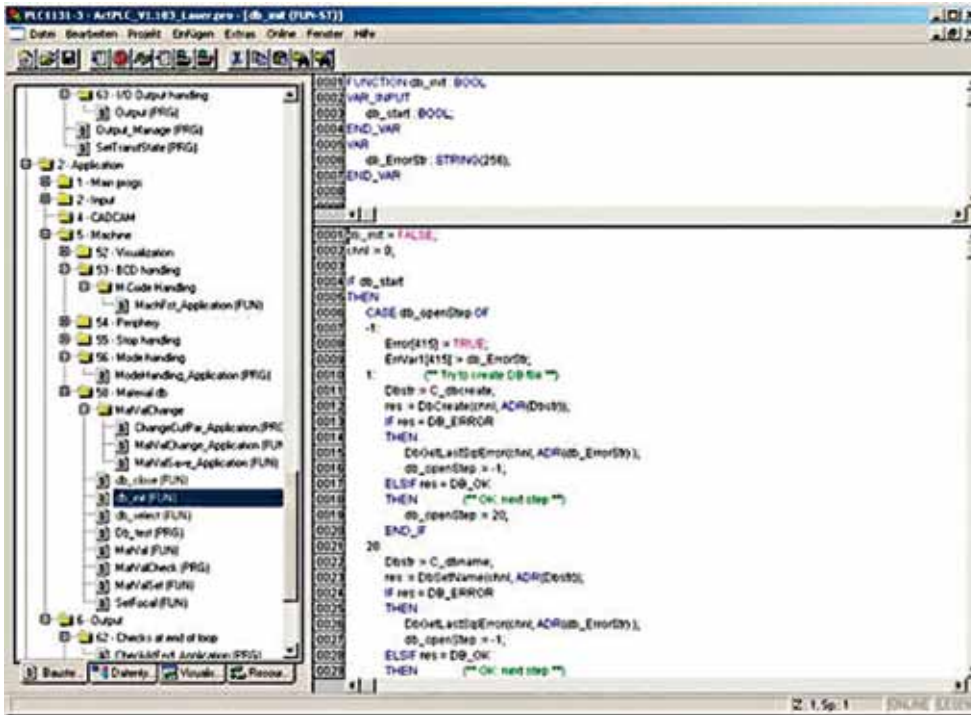 PLC1131-3 - ActPLC_V1.103_Laser.pro - [db_init (FUN-ST)]
Datei Bearbeiten Projekt Einfügen Extras Online Fenster Hilfe
63 - I/O Output handling
Output (PRG)
Output_Manage (PRG)
SetTransfState (PRG)
2 - Application
1 - Main progs
2 - Input
4 - CADCAM
5 - Machine
52 - Visualization
53 - BCD handling
M-Code Handling
MachFct_Application (FUN)
54 - Periphery
55 - Stop handling
56 - Mode handling
ModeHandling_Application (PRG)
58 - Material db
MatValChange
ChangeCutPar_Application (PRG
MatValChange_Application (FUN
MatValSave_Application (FUN)
db_close (FUN)
db_init (FUN)
db_select (FUN)
Db_test (PRG)
MatVal (FUN)
MatValCheck (PRG)
MatValSet (FUN)
SetFocal (FUN)
6 - Output
62 - Checks at end of loop
Application (PRG)
Bauste... Datenty... Visualis... Ressour...
0001 FUNCTION db_init : BOOL
0002 VAR_INPUT
0003 db_start : BOOL;
0004 END_VAR
0005 VAR
0006 db_ErrorStr : STRING(256);
0007 END_VAR
0008
0001 db_init := FALSE;
0002 chnl := 0;
0003
0004 IF db_start
0005 THEN
0006 CASE db_openStep OF
0007 -1:
0008 Error[415] := TRUE;
0009 ErrVar1[415] := db_ErrorStr;
0010 1: (** Try to create DB file **)
0011 Dbstr := C_dbcreate;
0012 res := DbCreate(chnl, ADR(Dbstr));
0013 IF res = DB_ERROR
0014 THEN
0015 DbGetLastSqlError(chnl, ADR(db_ErrorStr));
0016 db_openStep := -1;
0017 ELSIF res = DB_OK
0018 THEN (** OK: next step **)
0019 db_openStep := 20;
0020 END_IF
0021 20:
0022 Dbstr := C_dbname;
0023 res := DbSetName(chnl, ADR(Dbstr));
0024 IF res = DB_ERROR
0025 THEN
0026 DbGetLastSqlError(chnl, ADR(db_ErrorStr));
0027 db_openStep := -1;
0028 ELSIF res = DB_OK
0029 THEN (** OK: next step **)
Z: 1, Sp: 1 ONLINE